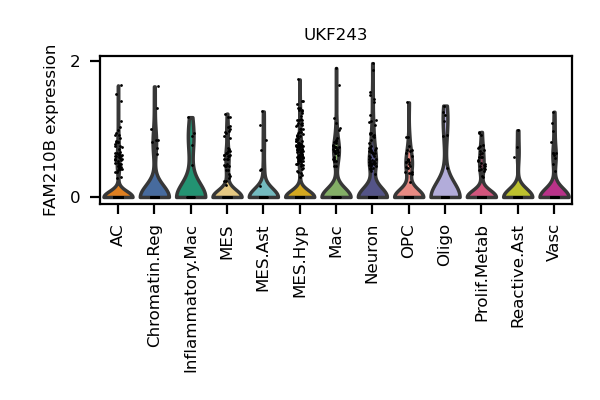 UKF243
FAM210B expression
2
0
AC
Chromatin.Reg
Inflammatory.Mac
MES
MES.Ast
MES.Hyp
Mac
Neuron
OPC
Oligo
Prolif.Metab
Reactive.Ast
Vasc